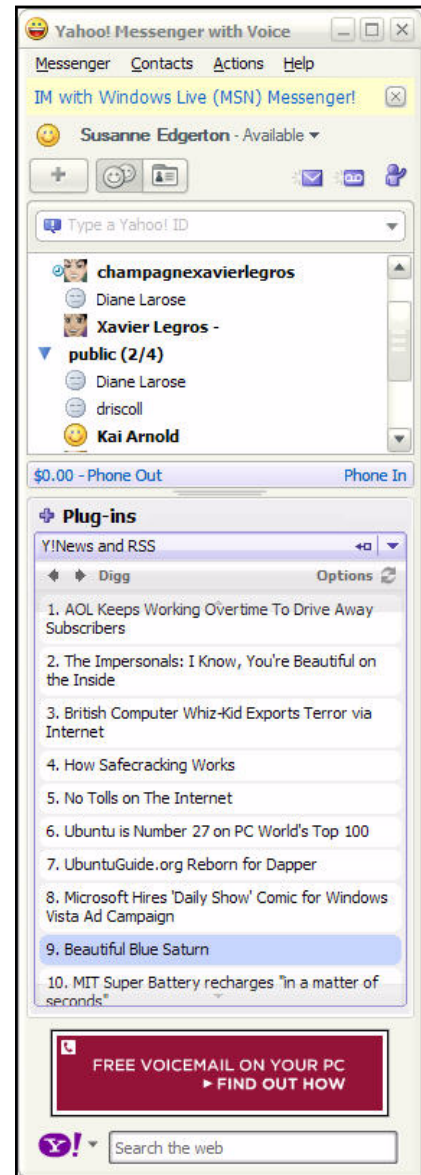 Yahoo! Messenger with Voice
Messenger Contacts Actions Help
IM with Windows Live (MSN) Messenger!
Susanne Edgerton - Available
Type a Yahoo! ID
champagnexavierlegros
Diane Larose
Xavier Legros -
public (2/4)
Diane Larose
driscoll
Kai Arnold
$0.00 - Phone Out Phone In
Plug-ins
Y!News and RSS
Digg Options
1. AOL Keeps Working Overtime To Drive Away
Subscribers
2. The Impersonals: I Know, You're Beautiful on
the Inside
3. British Computer Whiz-Kid Exports Terror via
Internet
4. How Safecracking Works
5. No Tolls on The Internet
6. Ubuntu is Number 27 on PC World's Top 100
7. UbuntuGuide.org Reborn for Dapper
8. Microsoft Hires 'Daily Show' Comic for Windows
Vista Ad Campaign
9. Beautiful Blue Saturn
10. MIT Super Battery recharges "in a matter of
seconds"
FREE VOICEMAIL ON YOUR PC
FIND OUT HOW
Y! Search the web